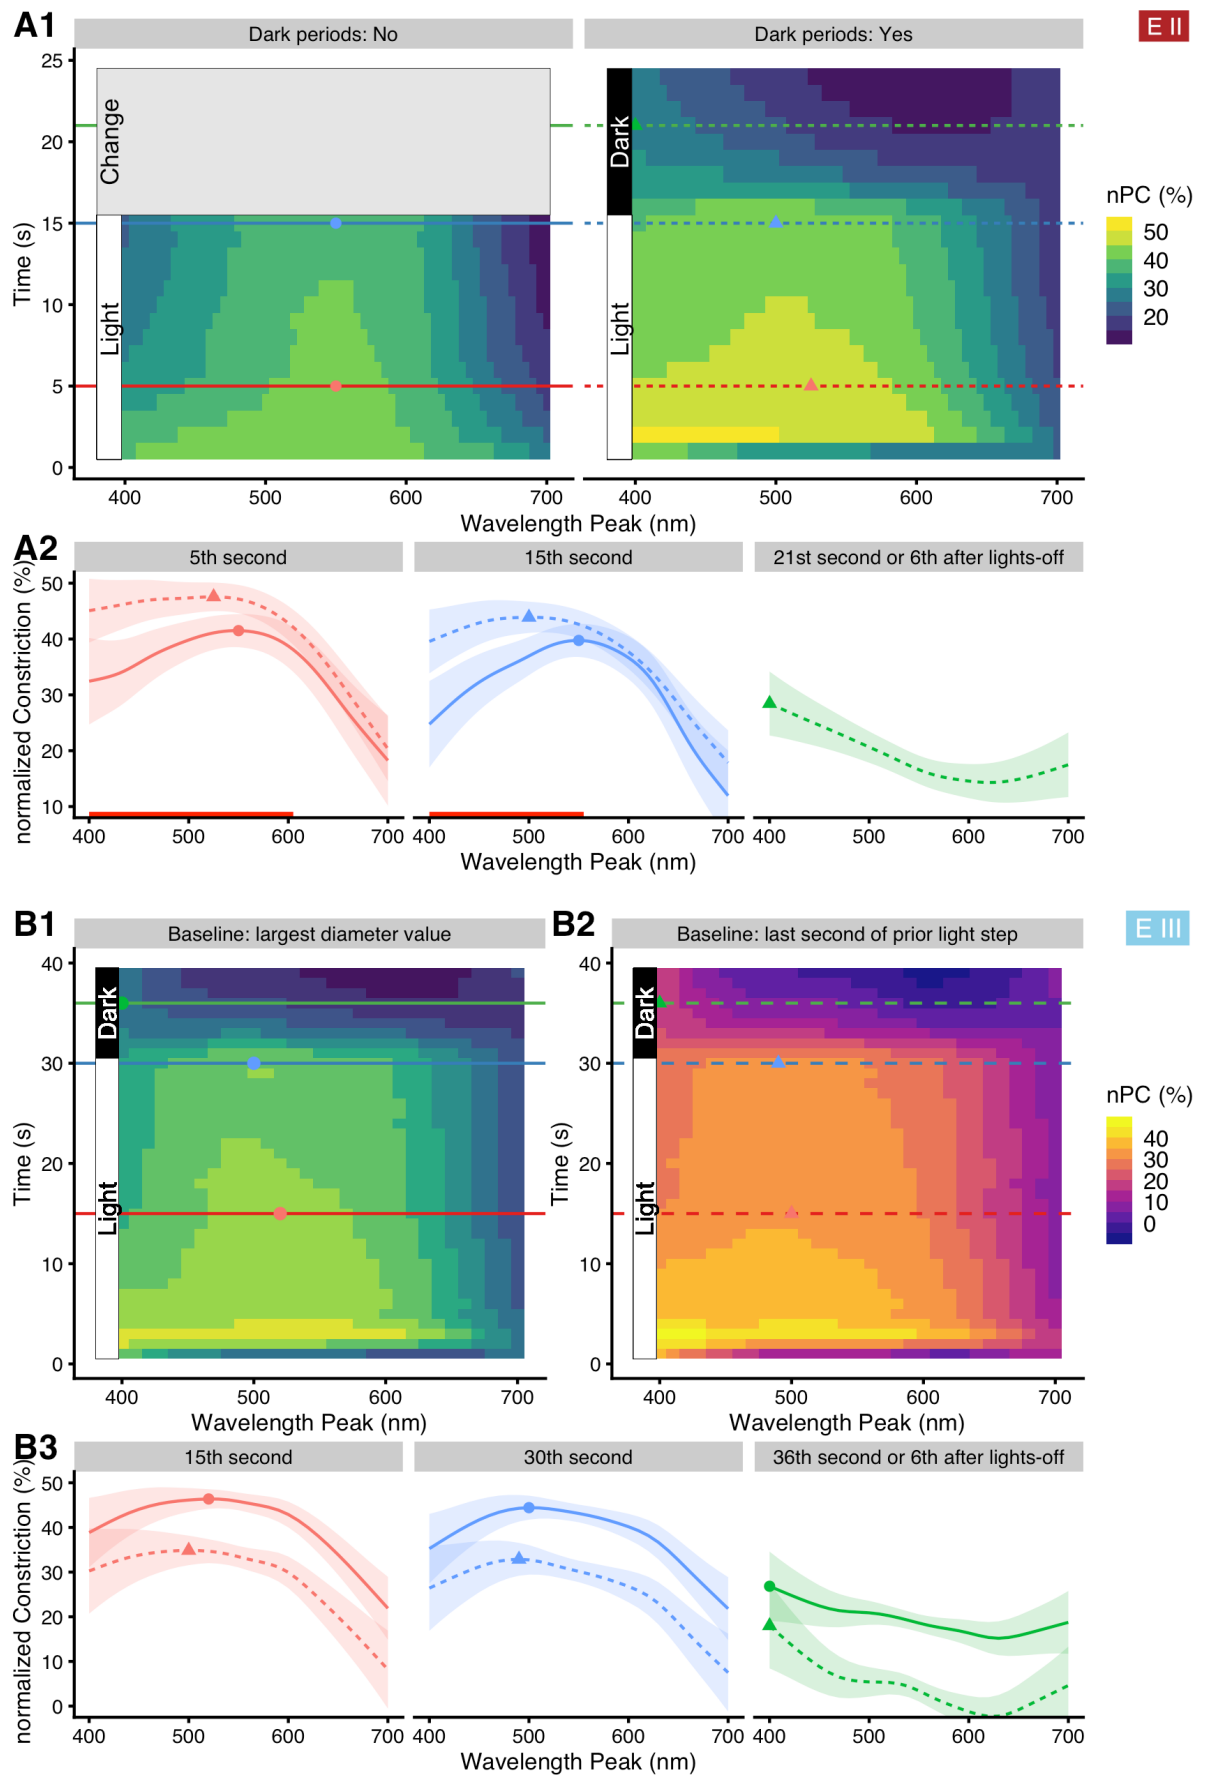 A1
Dark periods: No
Dark periods: Yes
E II
25
20
15
10
5
0
Time (s)
Change
Light
Dark
Light
nPC (%)
50
40
30
20
400 500 600 700
400 500 600 700
Wavelength Peak (nm)
A2
5th second
15th second
21st second or 6th after lights-off
normalized Constriction (%)
50
40
30
20
10
400 500 600 700
400 500 600 700
400 500 600 700
Wavelength Peak (nm)
B1
Baseline: largest diameter value
B2
Baseline: last second of prior light step
E III
40
30
20
10
0
Time (s)
Dark
Light
40
30
20
10
0
Time (s)
Dark
Light
nPC (%)
40
30
20
10
0
400 500 600 700
400 500 600 700
Wavelength Peak (nm)
Wavelength Peak (nm)
B3
15th second
30th second
36th second or 6th after lights-off
normalized Constriction (%)
50
40
30
20
10
0
400 500 600 700
400 500 600 700
400 500 600 700
Wavelength Peak (nm)